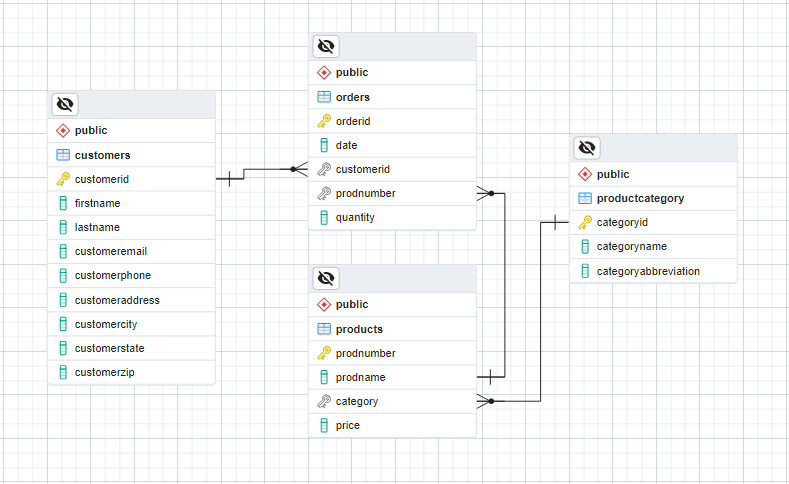 public
customers
customerid
firstname
lastname
customeremail
customerphone
customeraddress
customercity
customerstate
customerzip
public
orders
orderid
date
customerid
prodnumber
quantity
public
products
prodnumber
prodname
category
price
public
productcategory
categoryid
categoryname
categoryabbreviation